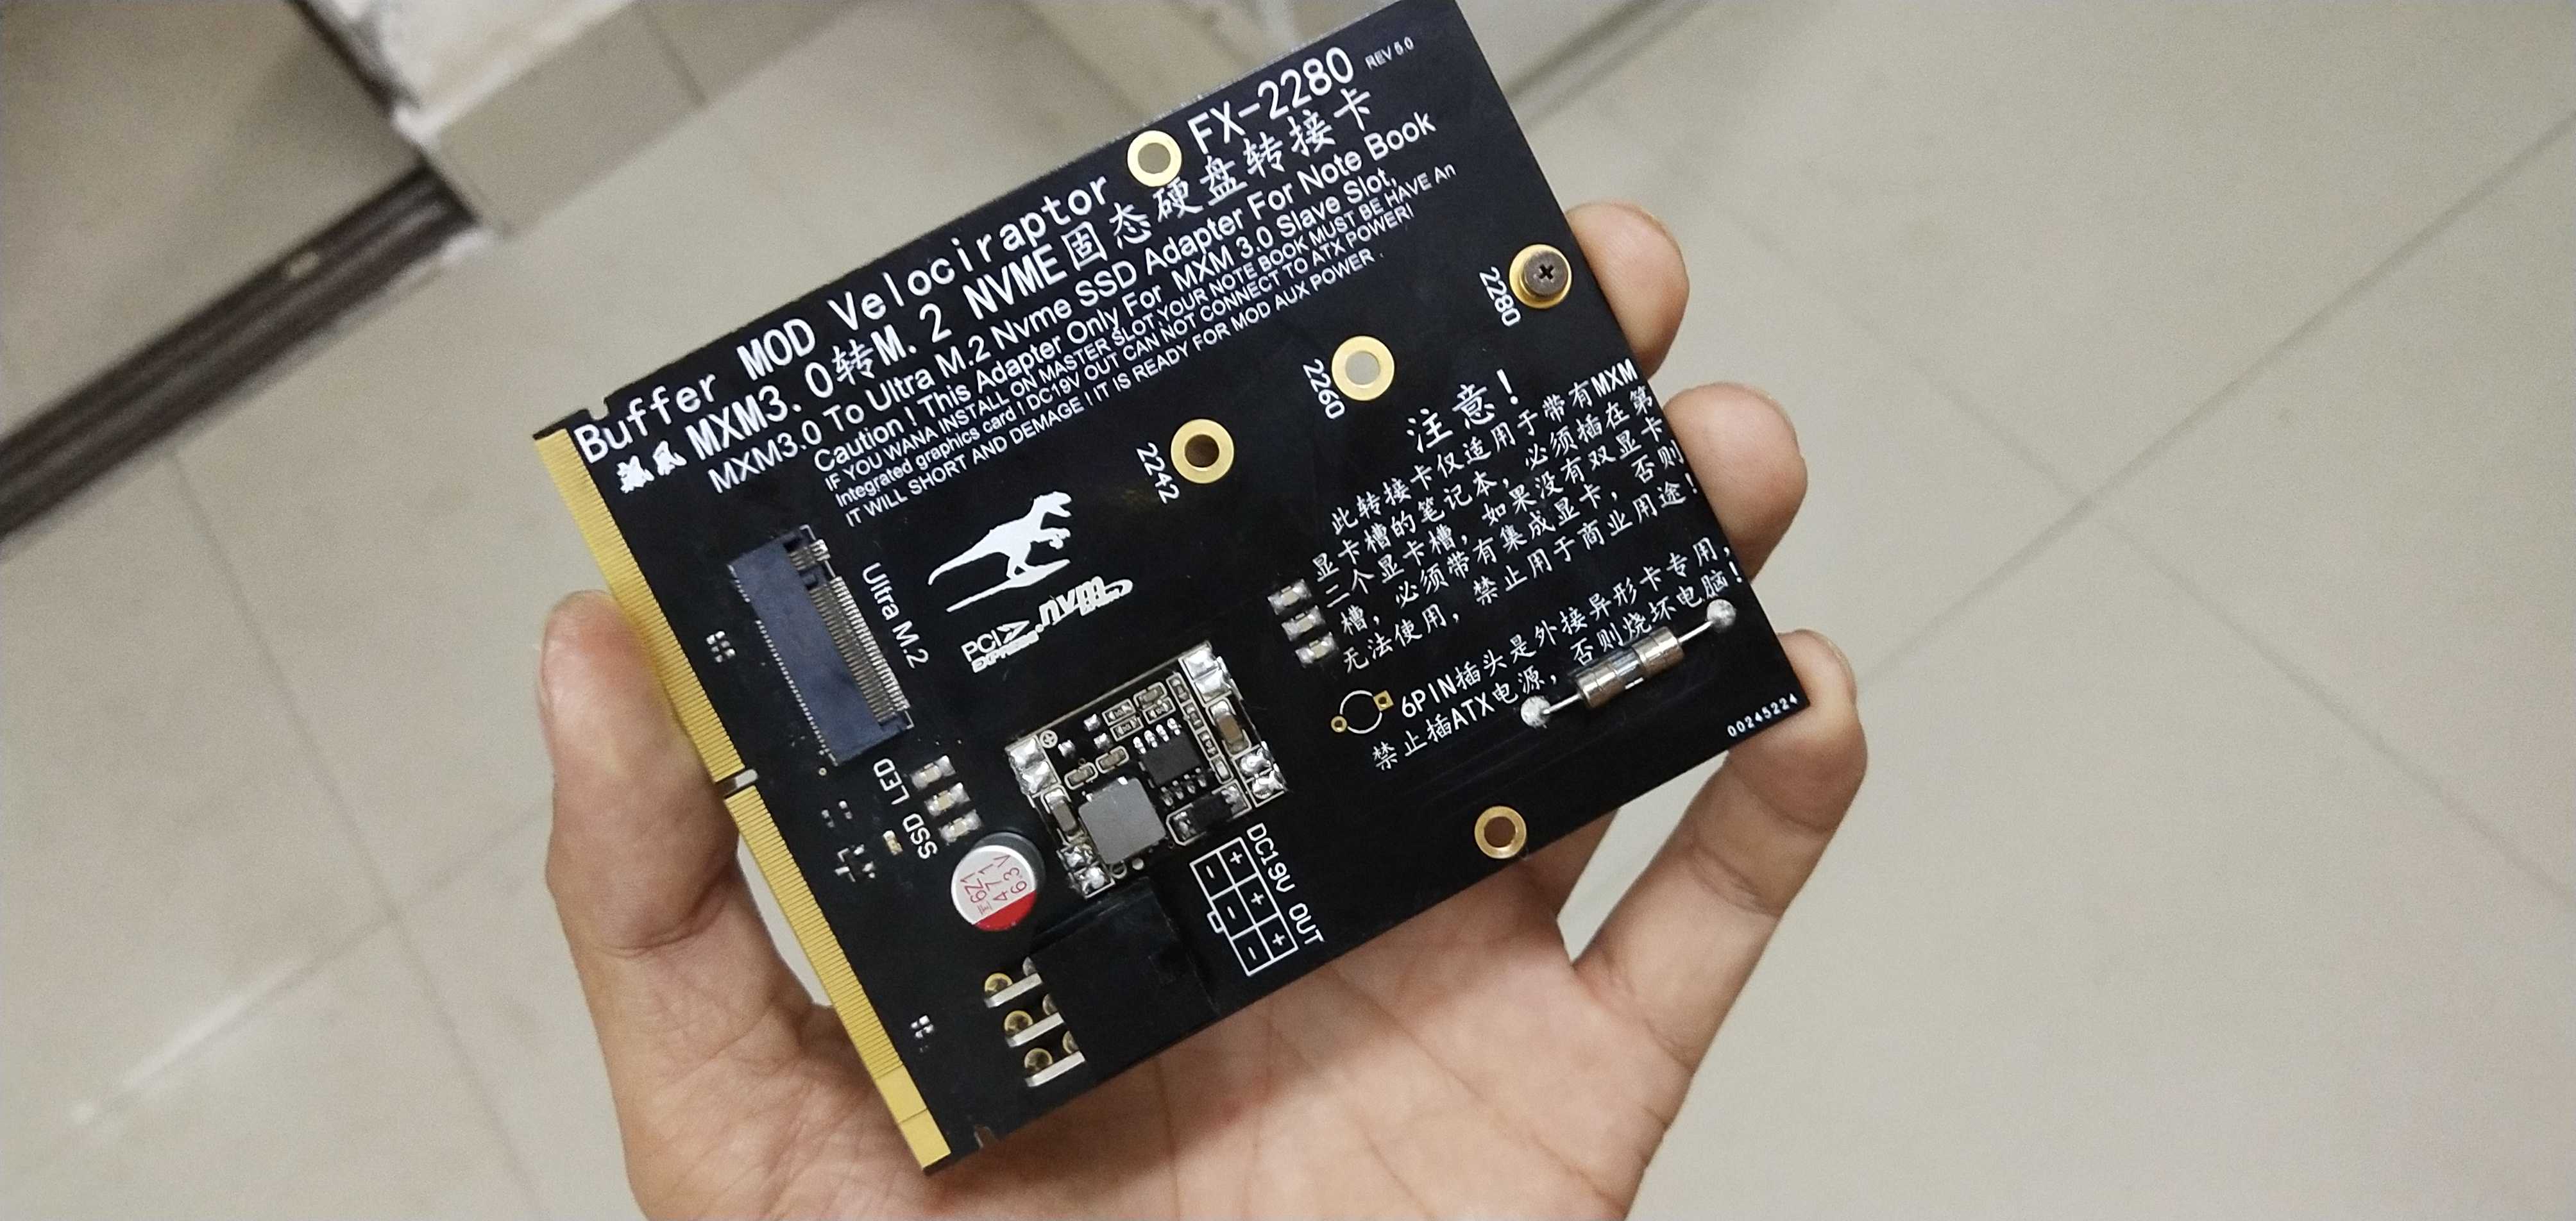 Buffer MOD Velociraptor FX-2280 REV 5.0
MXM3.0转M.2 NVME固态硬盘转接卡
MXM3.0 To Ultra M.2 Nvme SSD Adapter For Note Book
Caution ! This Adapter Only For MXM 3.0 Slave Slot,
IF YOU WANA INSTALL ON MASTER SLOT,YOUR NOTE BOOK MUST BE HAVE An
Integrated graphics card ! DC19V OUT CAN NOT CONNECT TO ATX POWER!
IT WILL SHORT AND DEMAGE ! IT IS READY FOR MOD AUX POWER .
2280
2260
2242
Ultra M.2
PCI
EXPRESS
nvm
注意！
此转接卡仅适用于带有MXM
显卡槽的笔记本，必须插在第
二个显卡槽，如果没有双显卡
槽，必须带有集成显卡，否则
无法使用，禁止用于商业用途！
6PIN插头是外接异形卡专用，
禁止插ATX电源，否则烧坏电脑！
00245224
SSD LED
6Z1
471
6.3V
DC19V OUT
+ + +
- - -